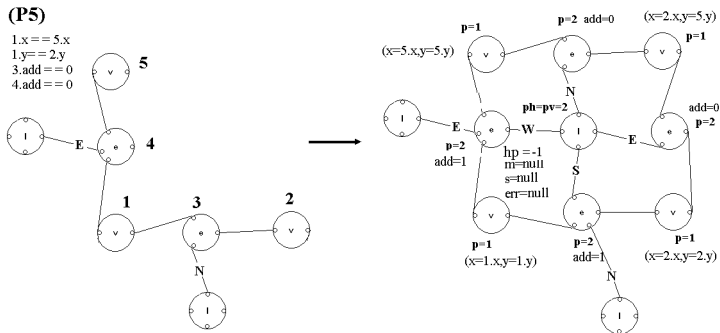 (P5)
1.x== 5.x
1.y== 2.y
3.add = = 0
4.add == 0
v
5
I
E
e
4
1
3
2
v
e
v
N
I
p=1
p=2 add=0
(x=2.x,y=5.y)
p=1
(x=5.x,y=5.y)
v
e
v
N
add=0
p=2
ph=pv=2
I
E
e
W
I
E
e
p=2
add=1
hp = -1
m=null
s=null
err=null
S
v
e
v
p=1
p=2
add=1
p=1
(x=1.x,y=1.y)
(x=2.x,y=2.y)
N
I